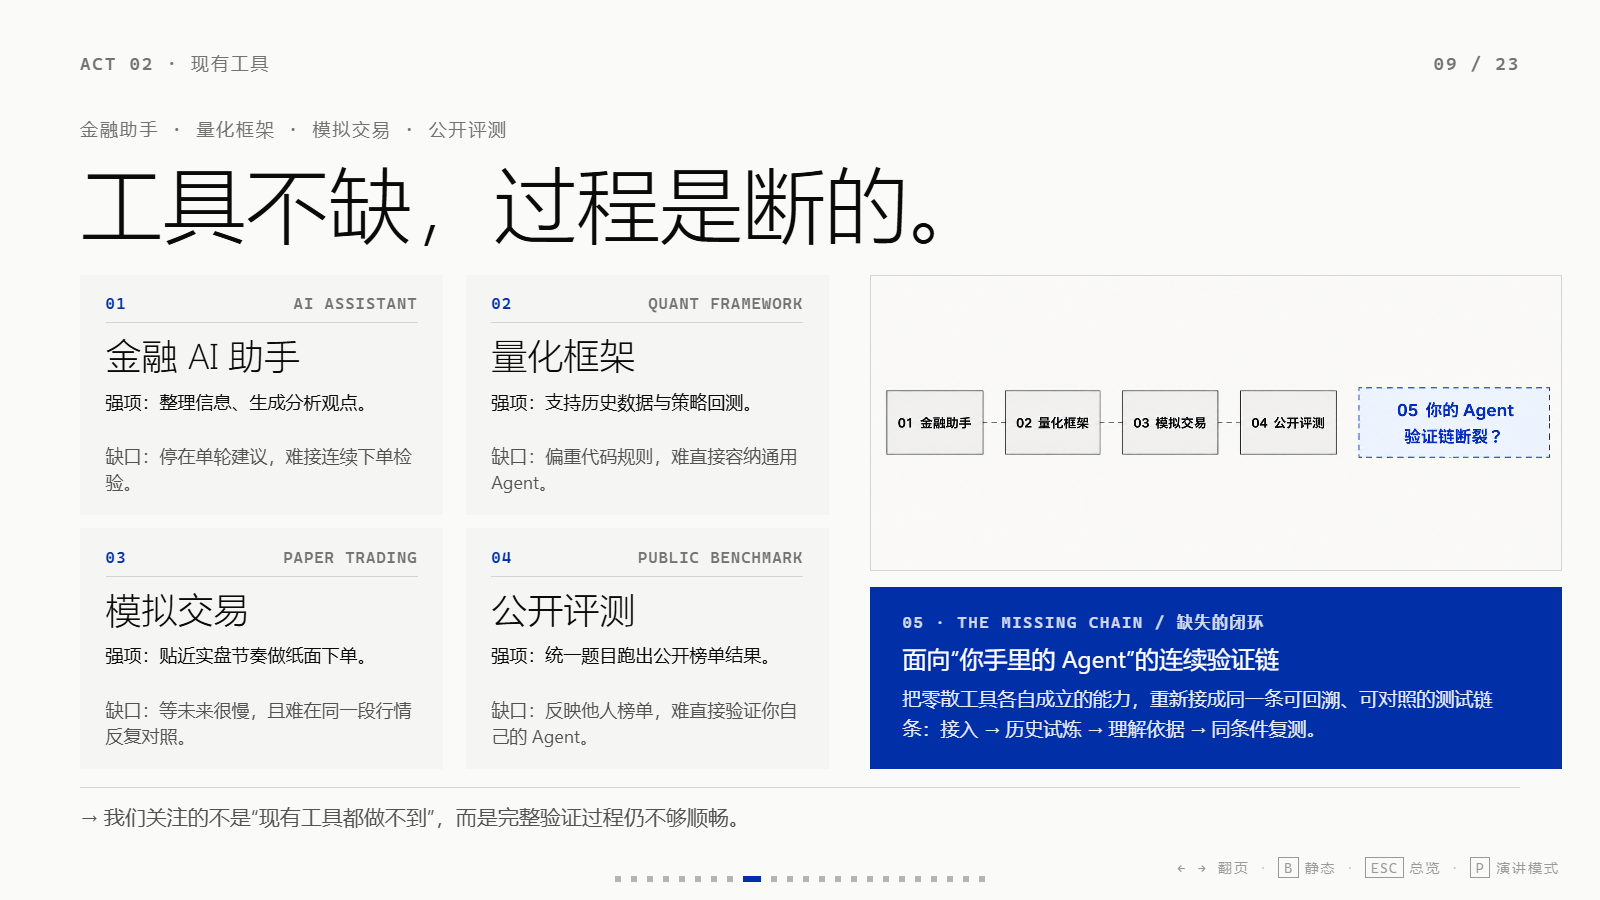 ACT 02 · 现有工具
09 / 23
金融助手 · 量化框架 · 模拟交易 · 公开评测
工具不缺，过程是断的。
01 AI ASSISTANT
金融 AI 助手
强项：整理信息、生成分析观点。
缺口：停在单轮建议，难接连续下单检
验。
02 QUANT FRAMEWORK
量化框架
强项：支持历史数据与策略回测。
缺口：偏重代码规则，难直接容纳通用
Agent。
03 PAPER TRADING
模拟交易
强项：贴近实盘节奏做纸面下单。
缺口：等未来很慢，且难在同一段行情
反复对照。
04 PUBLIC BENCHMARK
公开评测
强项：统一题目跑出公开榜单结果。
缺口：反映他人榜单，难直接验证你自
己的 Agent。
01 金融助手
02 量化框架
03 模拟交易
04 公开评测
05 你的 Agent
验证链断裂？
05 · THE MISSING CHAIN / 缺失的闭环
面向“你手里的 Agent”的连续验证链
把零散工具各自成立的能力，重新接成同一条可回溯、可对照的测试链
条：接入 → 历史试炼 → 理解依据 → 同条件复测。
→ 我们关注的不是“现有工具都做不到”，而是完整验证过程仍不够顺畅。
← → 翻页 · B 静态 · ESC 总览 · P 演讲模式